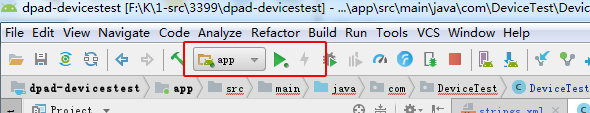 dpad-devicestest [F:\K\1-src\3399\dpad-devicestest] - ...\app\src\main\java\com\DeviceTest\Devic
File Edit View Navigate Code Analyze Refactor Build Run Tools VCS Window Help
app
dpad-devicestest app src main java com DeviceTest DeviceTest
Project strings.xml